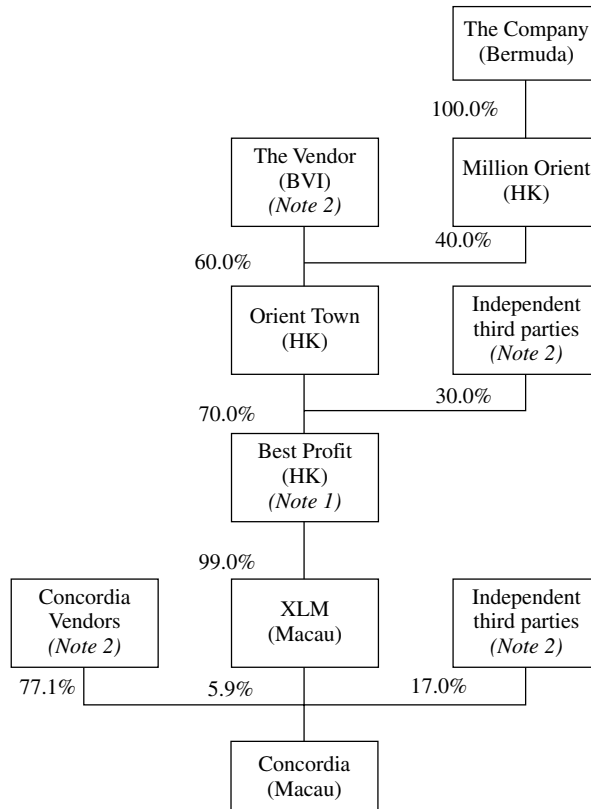 The Company
(Bermuda)
100.0%
The Vendor
(BVI)
(Note 2)
Million Orient
(HK)
60.0%
40.0%
Orient Town
(HK)
Independent
third parties
(Note 2)
70.0%
30.0%
Best Profit
(HK)
(Note 1)
99.0%
Concordia
Vendors
(Note 2)
XLM
(Macau)
Independent
third parties
(Note 2)
77.1%
5.9%
17.0%
Concordia
(Macau)